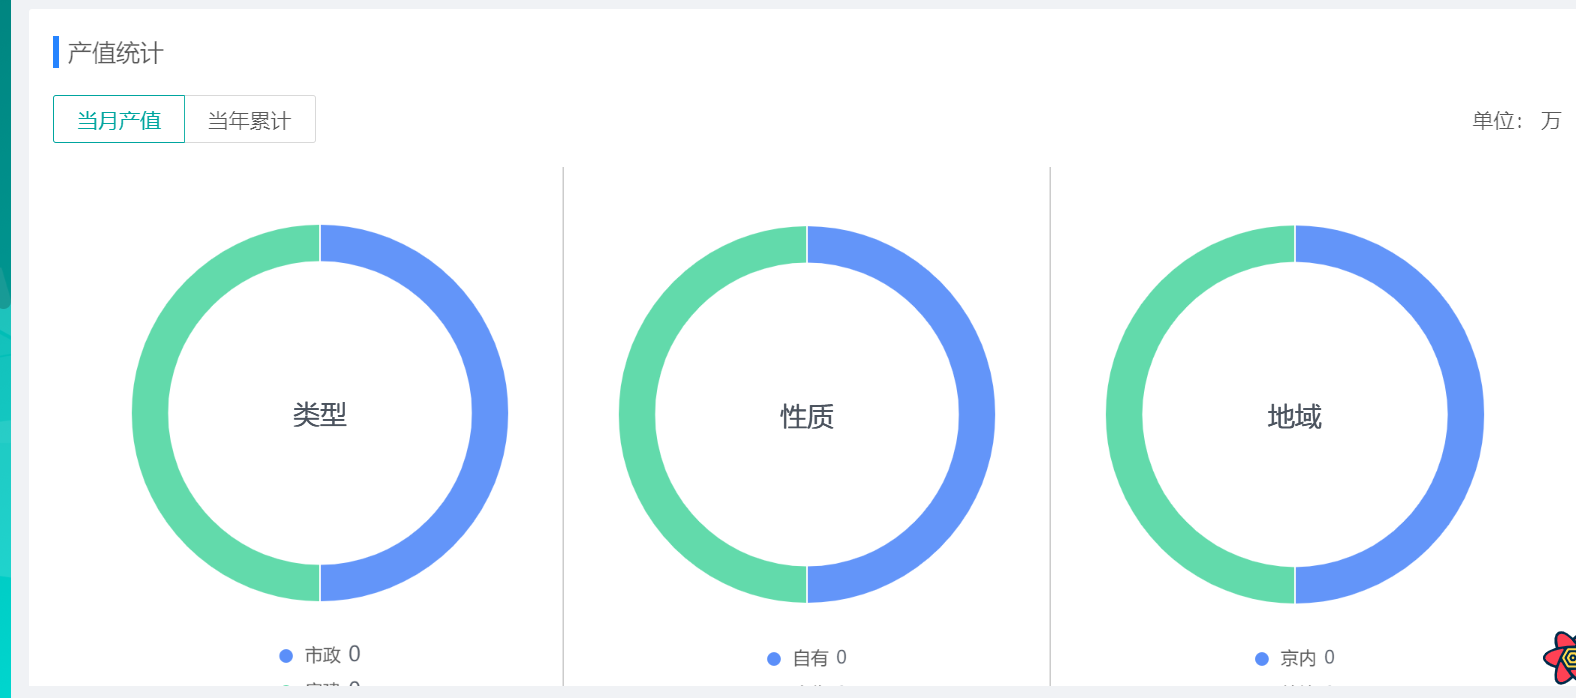 产值统计
当月产值 当年累计 单位： 万
类型 性质 地域
市政 0 自有 0 京内 0